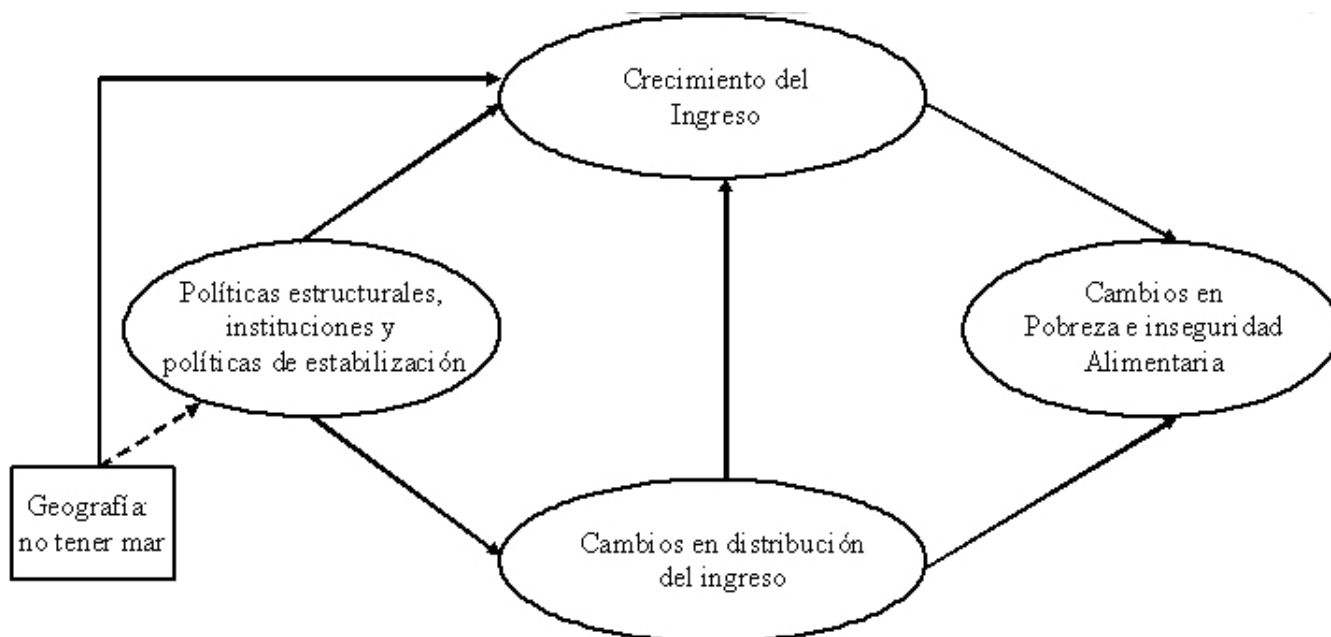 Crecimiento del
Ingreso
Políticas estructurales,
instituciones y
políticas de estabilización
Cambios en
Pobreza e inseguridad
Alimentaria
Geografía:
no tener mar
Cambios en distribución
del ingreso